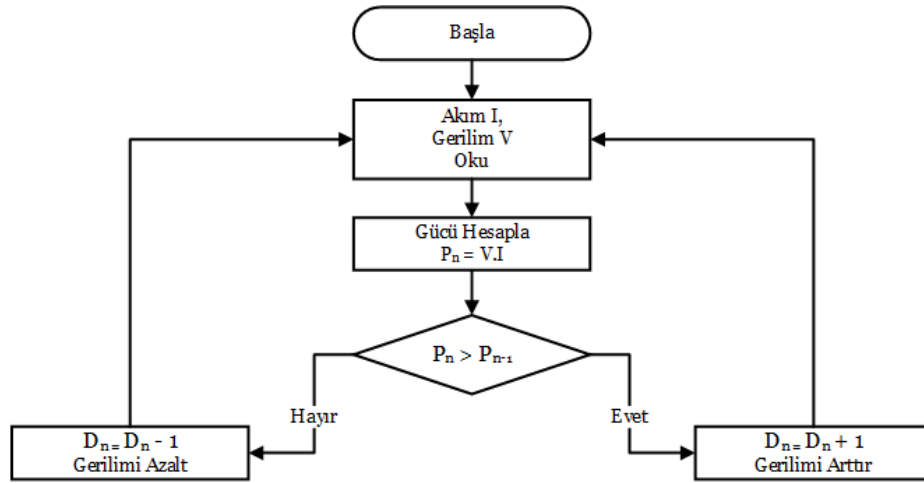 Başla
Akım I,
Gerilim V
Oku
Gücü Hesapla
Pₙ = V.I
Pₙ > Pₙ₋₁
Hayır
Evet
Dₙ₌ Dₙ - 1
Gerilimi Azalt
Dₙ₌ Dₙ + 1
Gerilimi Arttır